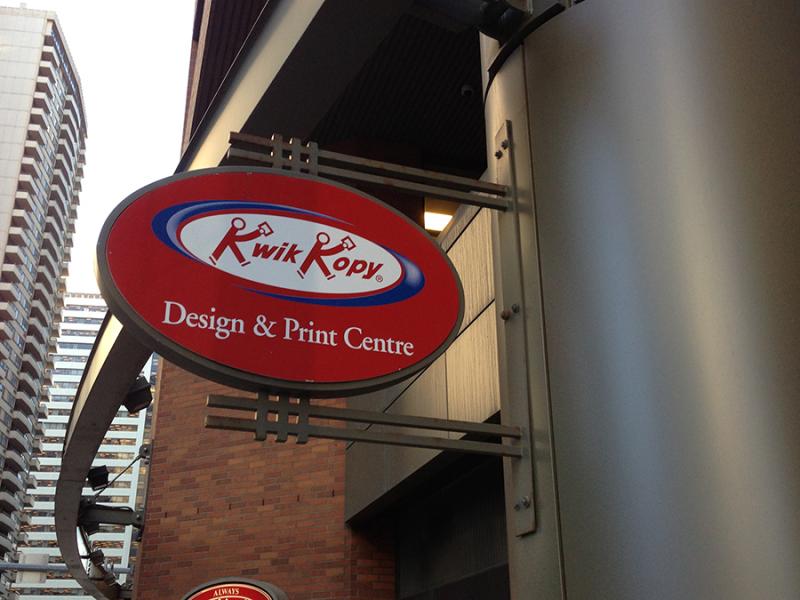 Kwik Kopy®
Design & Print Centre
ALWAYS